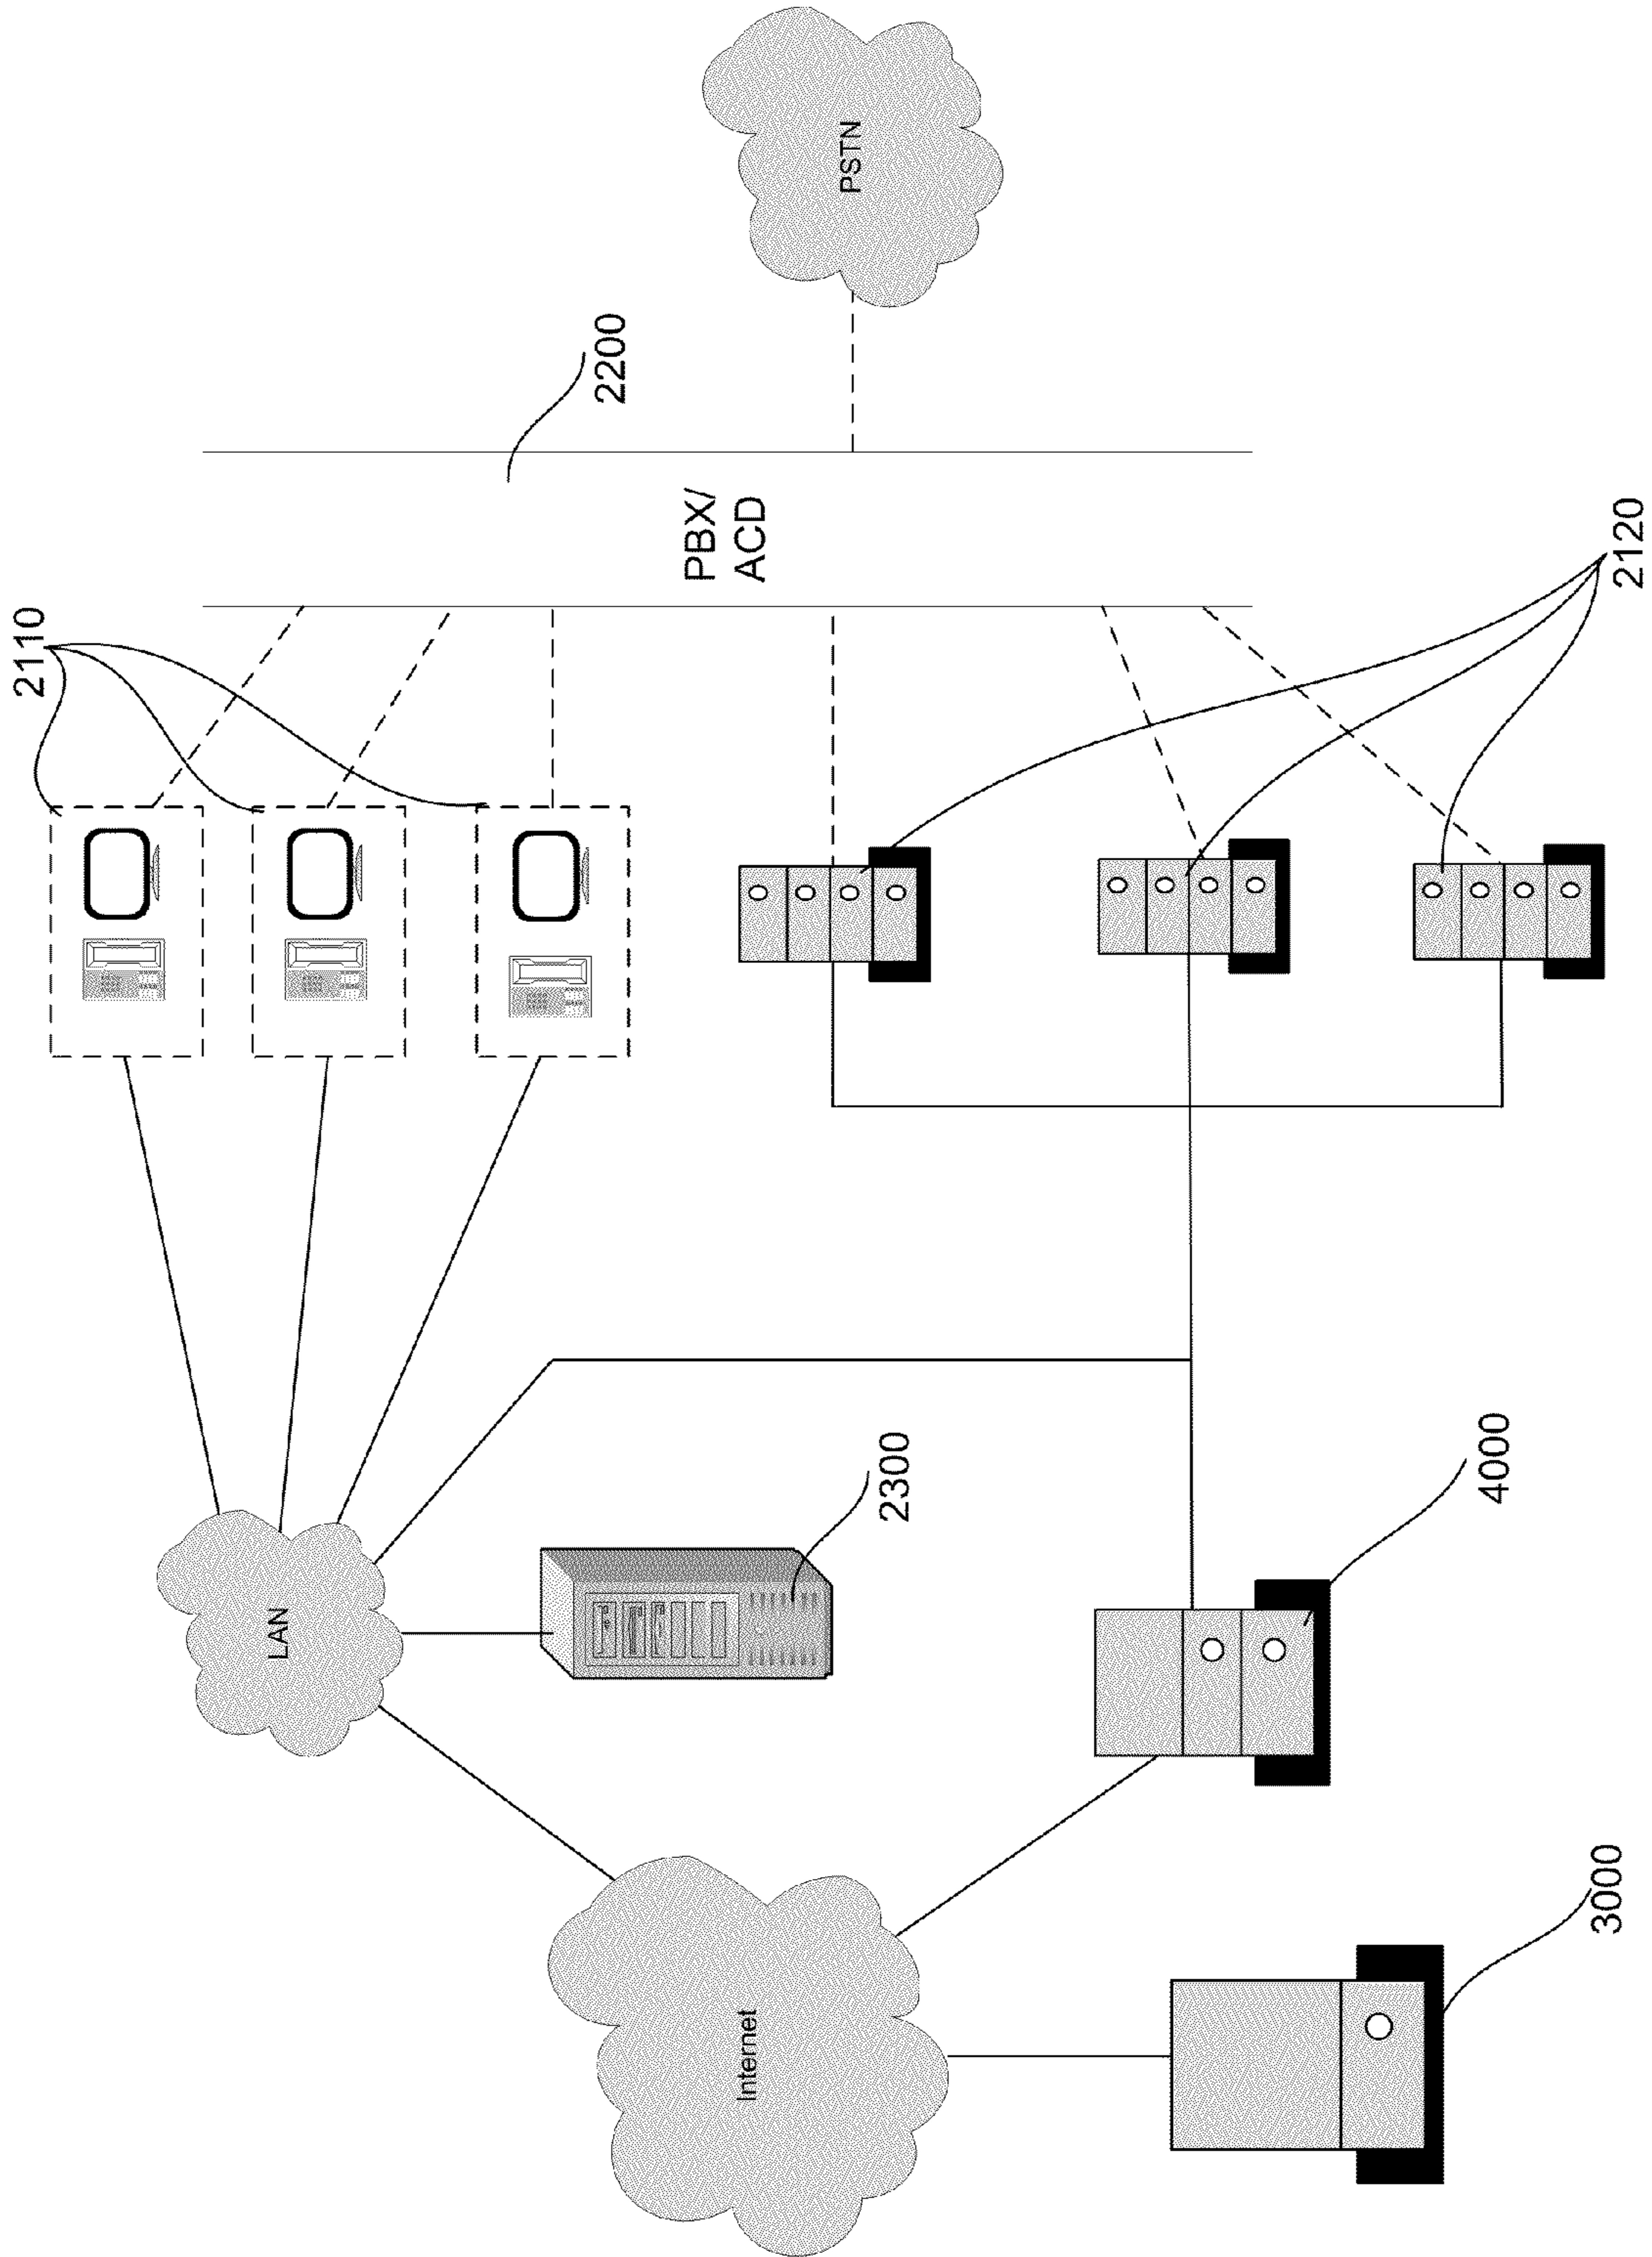 2110
LAN
Internet
2300
PBX/
ACD
2200
PSTN
4000
3000
2120